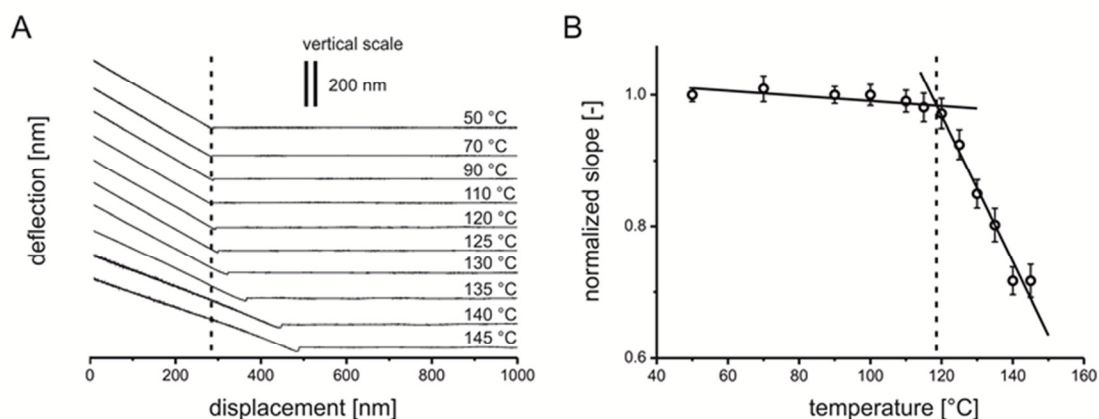 A
vertical scale
200 nm
50 °C
70 °C
90 °C
110 °C
120 °C
125 °C
130 °C
135 °C
140 °C
145 °C
deflection [nm]
0 200 400 600 800 1000
displacement [nm]
B
1.0
0.8
0.6
normalized slope [-]
40 60 80 100 120 140 160
temperature [°C]